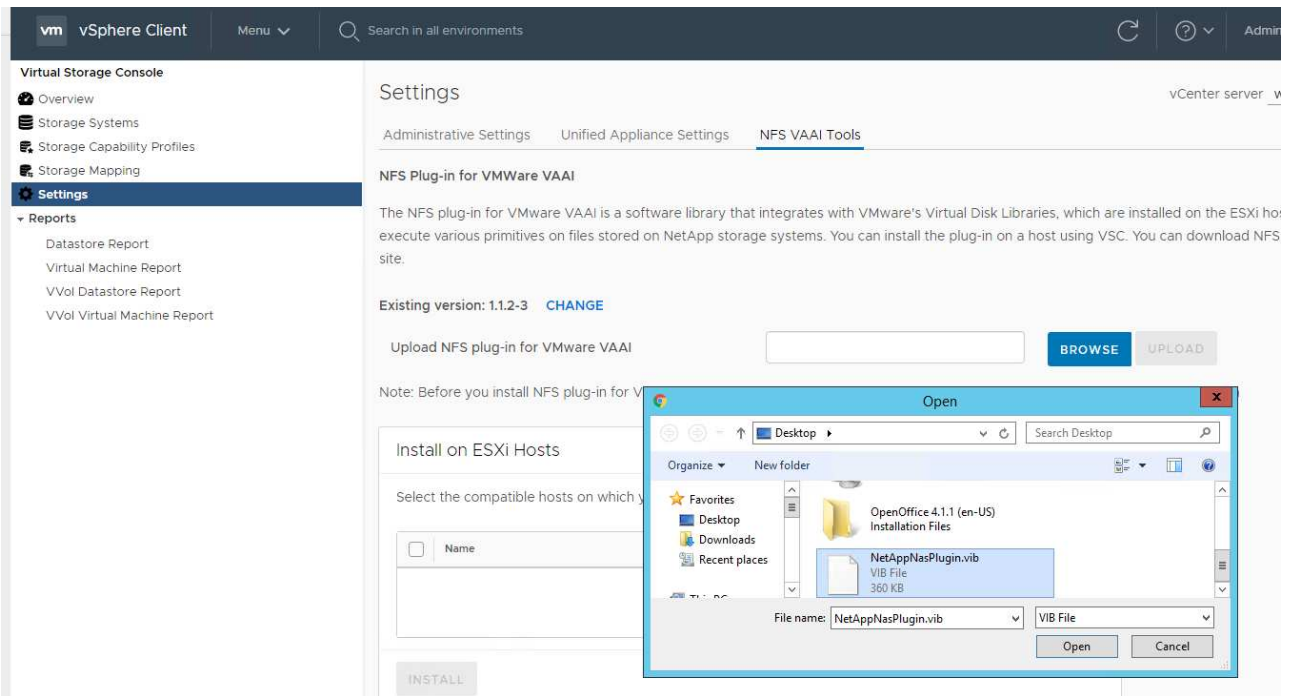 vm vSphere Client Menu Search in all environments Admin
Virtual Storage Console
Overview
Storage Systems
Storage Capability Profiles
Storage Mapping
Settings
Reports
Datastore Report
Virtual Machine Report
VVol Datastore Report
VVol Virtual Machine Report
Settings
vCenter server w
Administrative Settings Unified Appliance Settings NFS VAAI Tools
NFS Plug-in for VMWare VAAI
The NFS plug-in for VMware VAAI is a software library that integrates with VMware's Virtual Disk Libraries, which are installed on the ESXi hos
execute various primitives on files stored on NetApp storage systems. You can install the plug-in on a host using VSC. You can download NFS
site.
Existing version: 1.1.2-3 CHANGE
Upload NFS plug-in for VMware VAAI BROWSE UPLOAD
Note: Before you install NFS plug-in for V
Install on ESXi Hosts
Select the compatible hosts on which y
Name
INSTALL
Open
x
Desktop Search Desktop
Organize New folder
Favorites
Desktop
Downloads
Recent places
OpenOffice 4.1.1 (en-US)
Installation Files
NetAppNasPlugin.vib
VIB File
360 KB
File name: NetAppNasPlugin.vib VIB File
Open Cancel